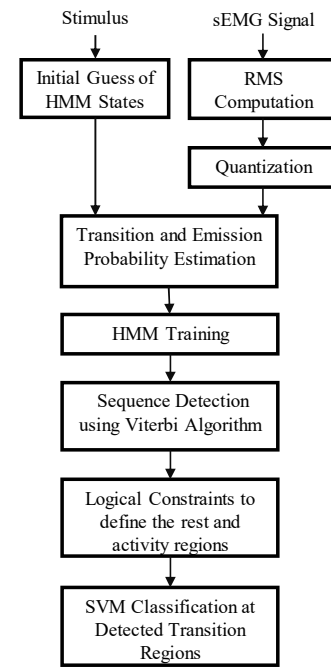 Stimulus
sEMG Signal
Initial Guess of
HMM States
RMS
Computation
Quantization
Transition and Emission
Probability Estimation
HMM Training
Sequence Detection
using Viterbi Algorithm
Logical Constraints to
define the rest and
activity regions
SVM Classification at
Detected Transition
Regions